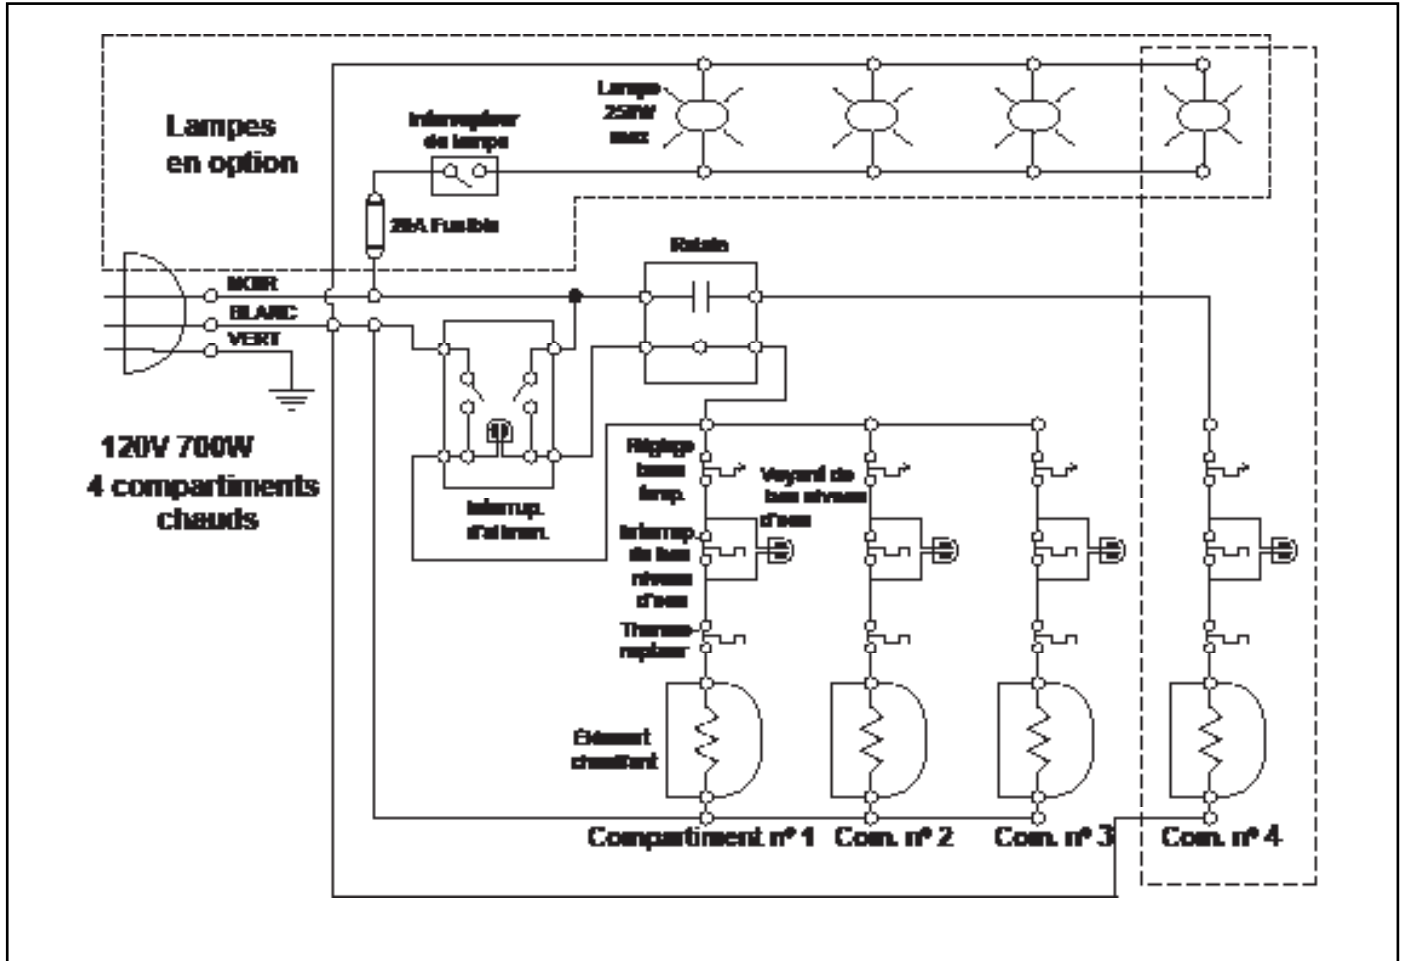 Lampes
en option
Interrupteur
de lampe
Lampe
250W
max
20A Fusible
Relais
NOIR
BLANC
VERT
120V 700W
4 compartiments
chauds
Interrup.
d'alimen.
Réglage
basse
temp.
Voyant de
bas niveau
d'eau
Interrup.
de bas
niveau
d'eau
Thermo-
rupteur
Élément
chauffant
Compartiment nº 1
Com. nº 2
Com. nº 3
Com. nº 4